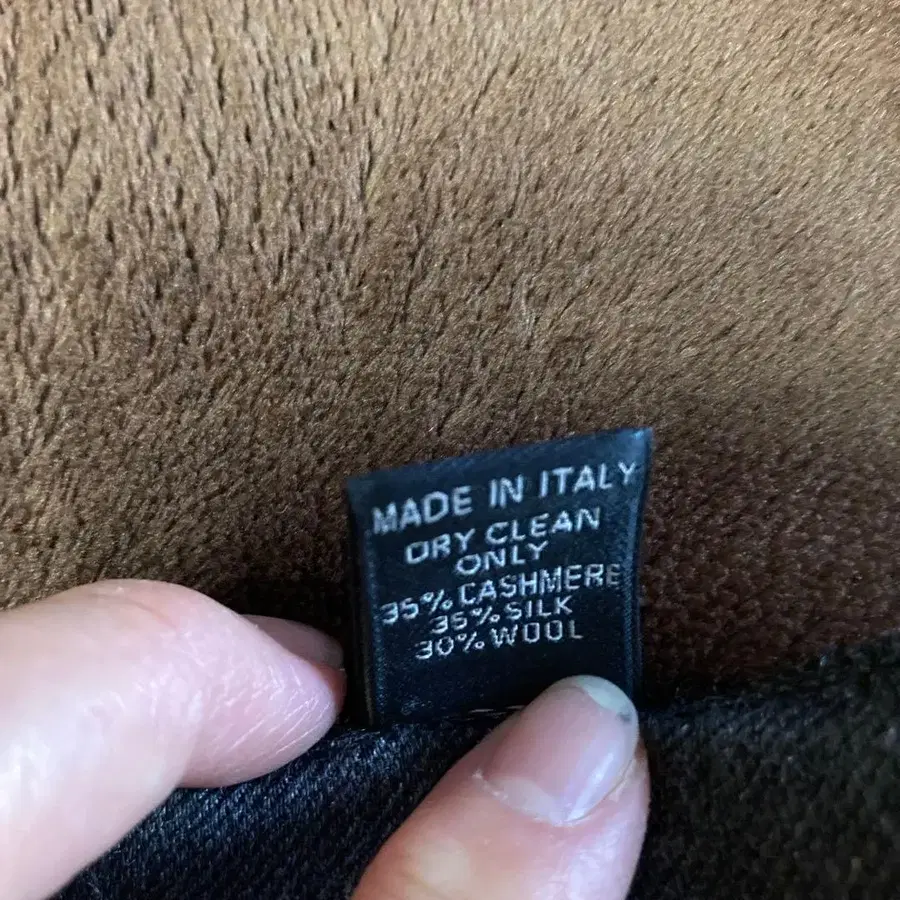 MADE IN ITALY
DRY CLEAN
ONLY
35% CASHMERE
35% SILK
30% WOOL